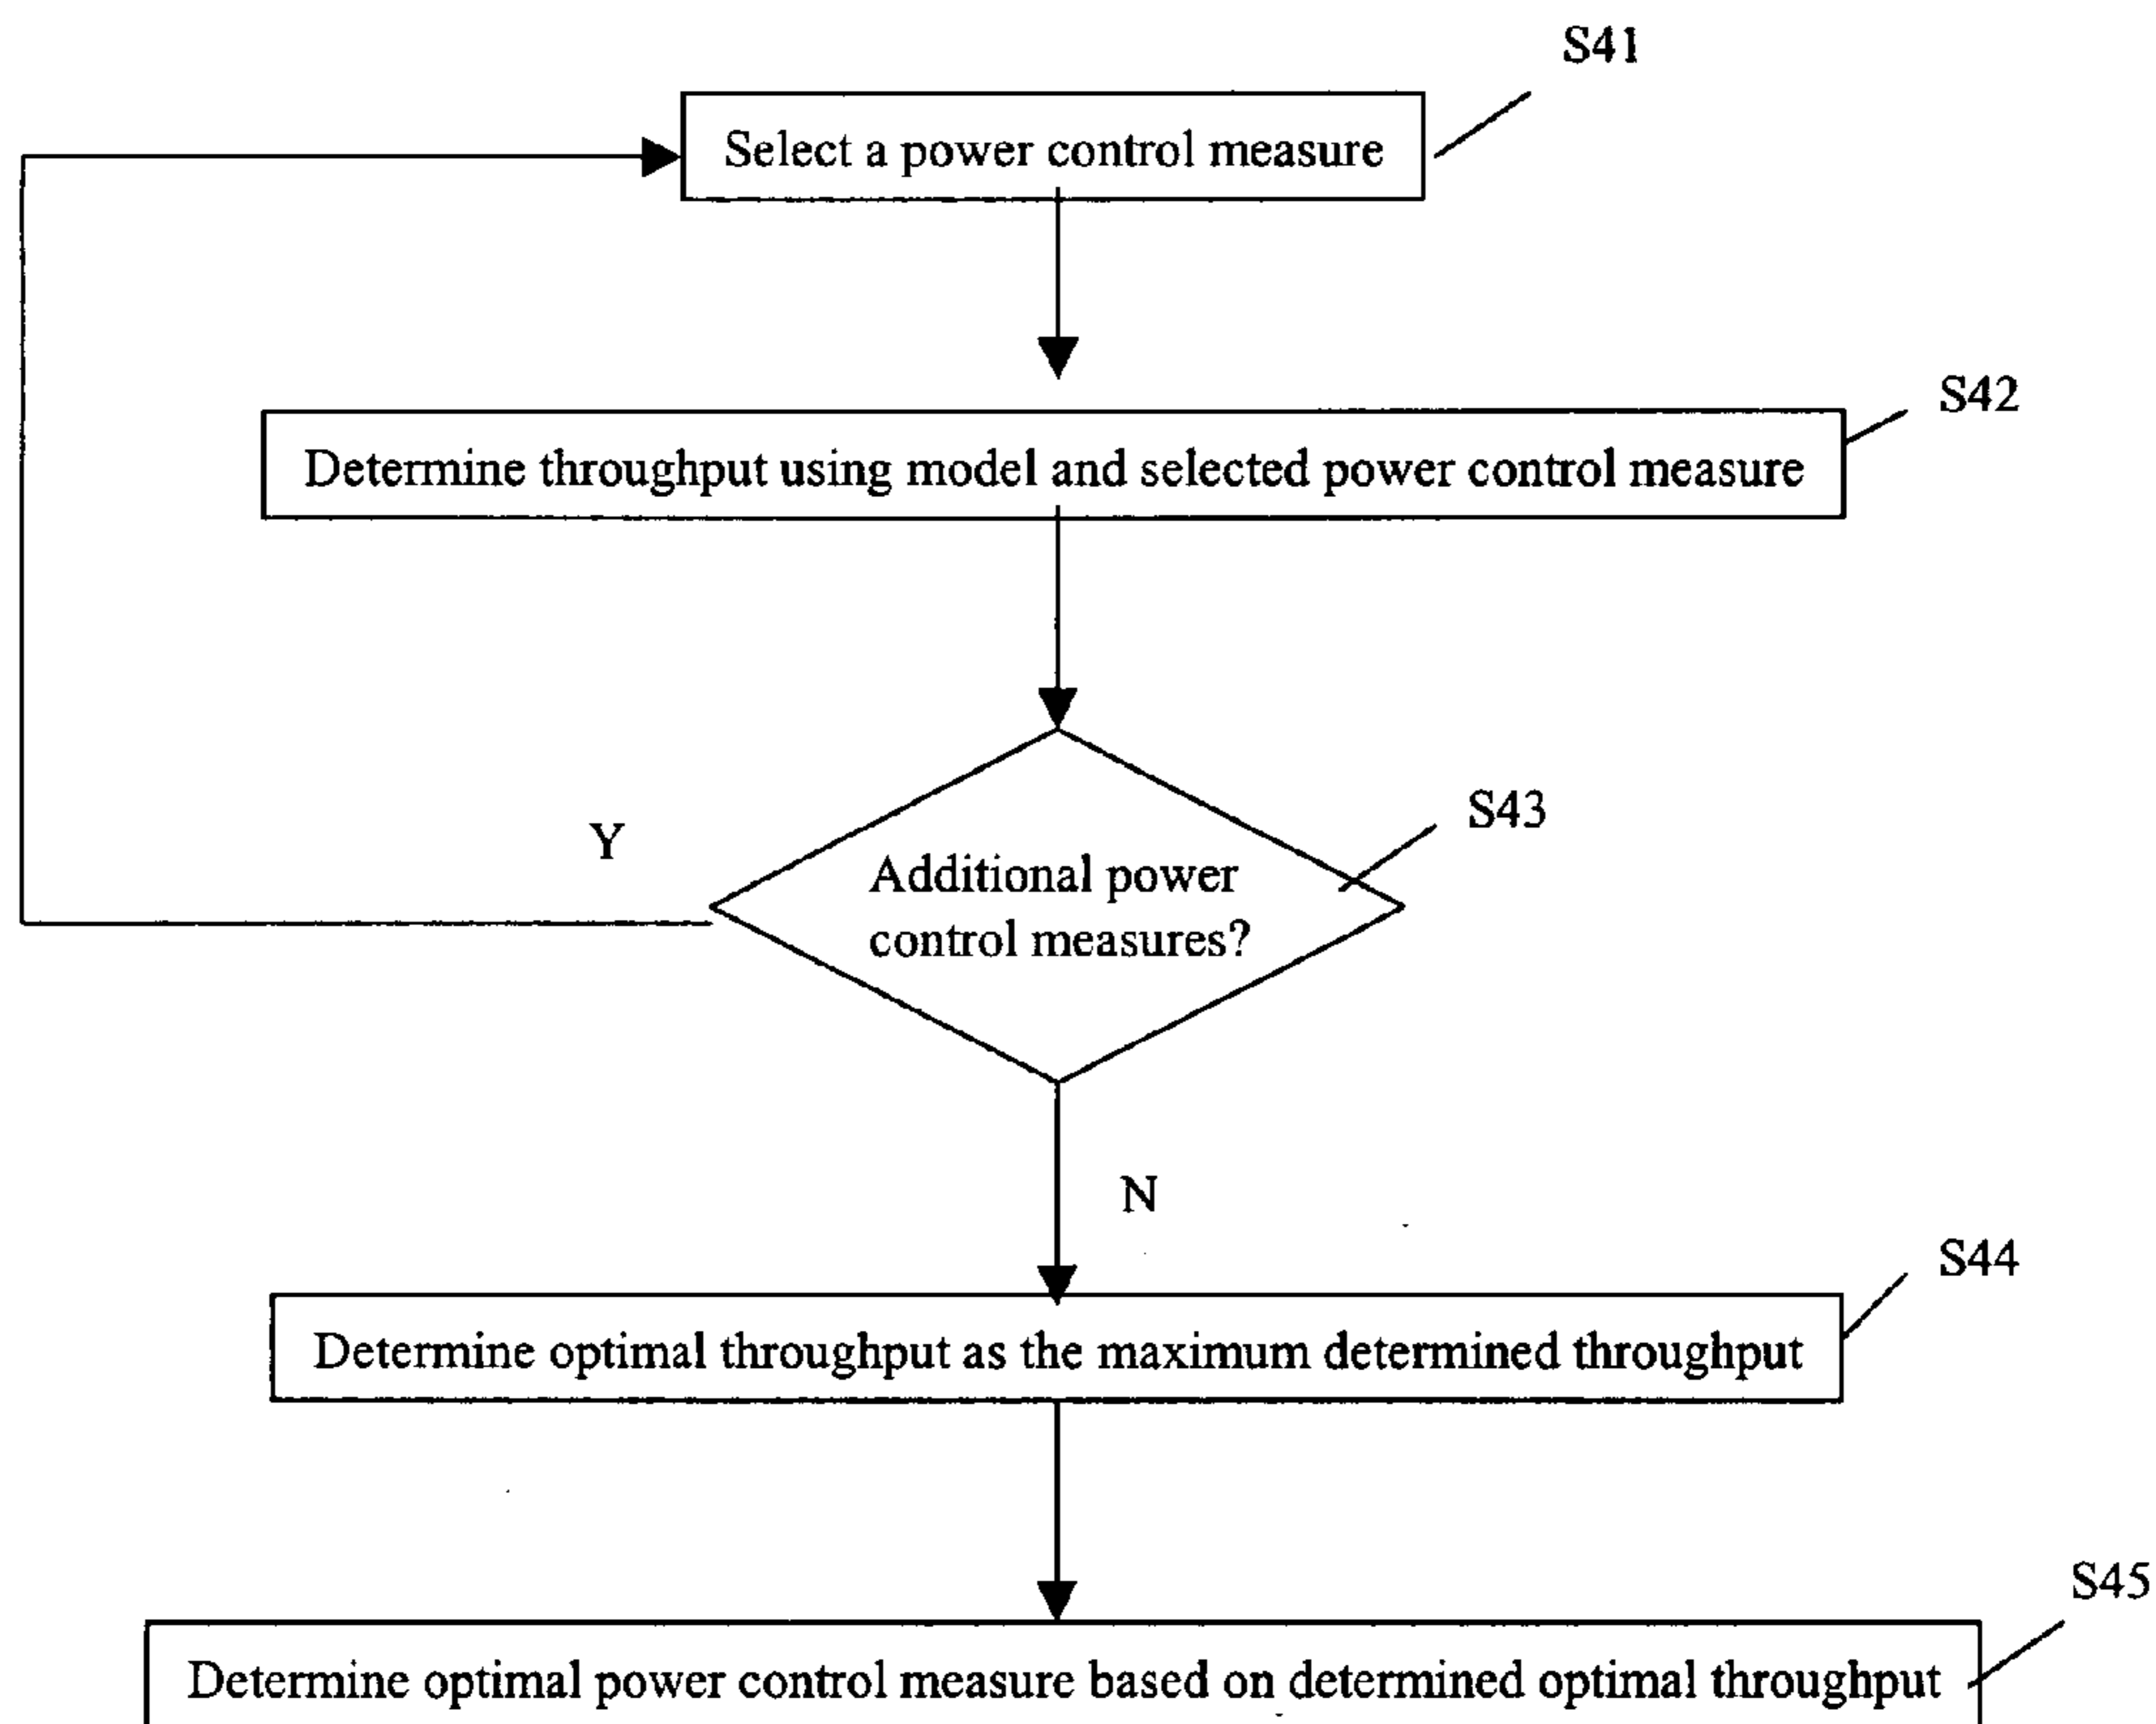 S41
Select a power control measure
S42
Determine throughput using model and selected power control measure
S43
Y
Additional power
control measures?
N
S44
Determine optimal throughput as the maximum determined throughput
S45
Determine optimal power control measure based on determined optimal throughput